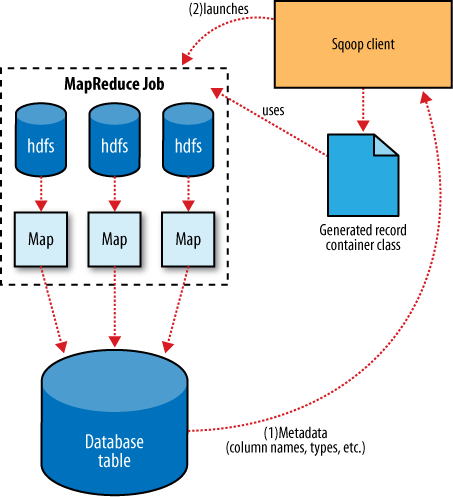 (2)launches
Sqoop client
MapReduce Job
hdfs
hdfs
hdfs
uses
Map
Map
Map
Generated record
container class
Database
table
(1)Metadata
(column names, types, etc.)